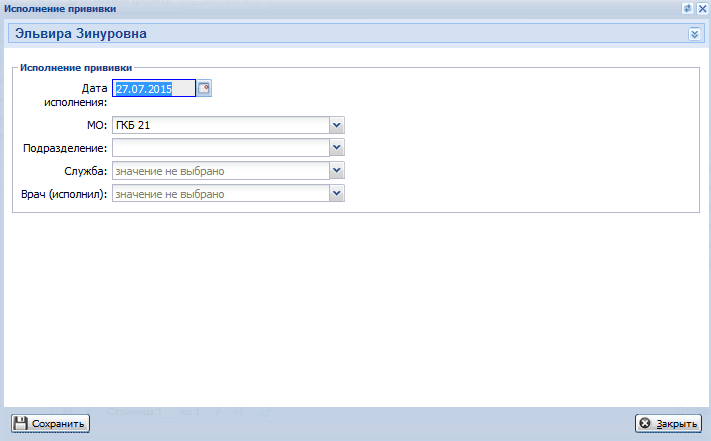 Исполнение прививки
Эльвира Зинуровна
Исполнение прививки
Дата исполнения: 27.07.2015
МО: ГКБ 21
Подразделение:
Служба: значение не выбрано
Врач (исполнил): значение не выбрано
Сохранить
Закрыть